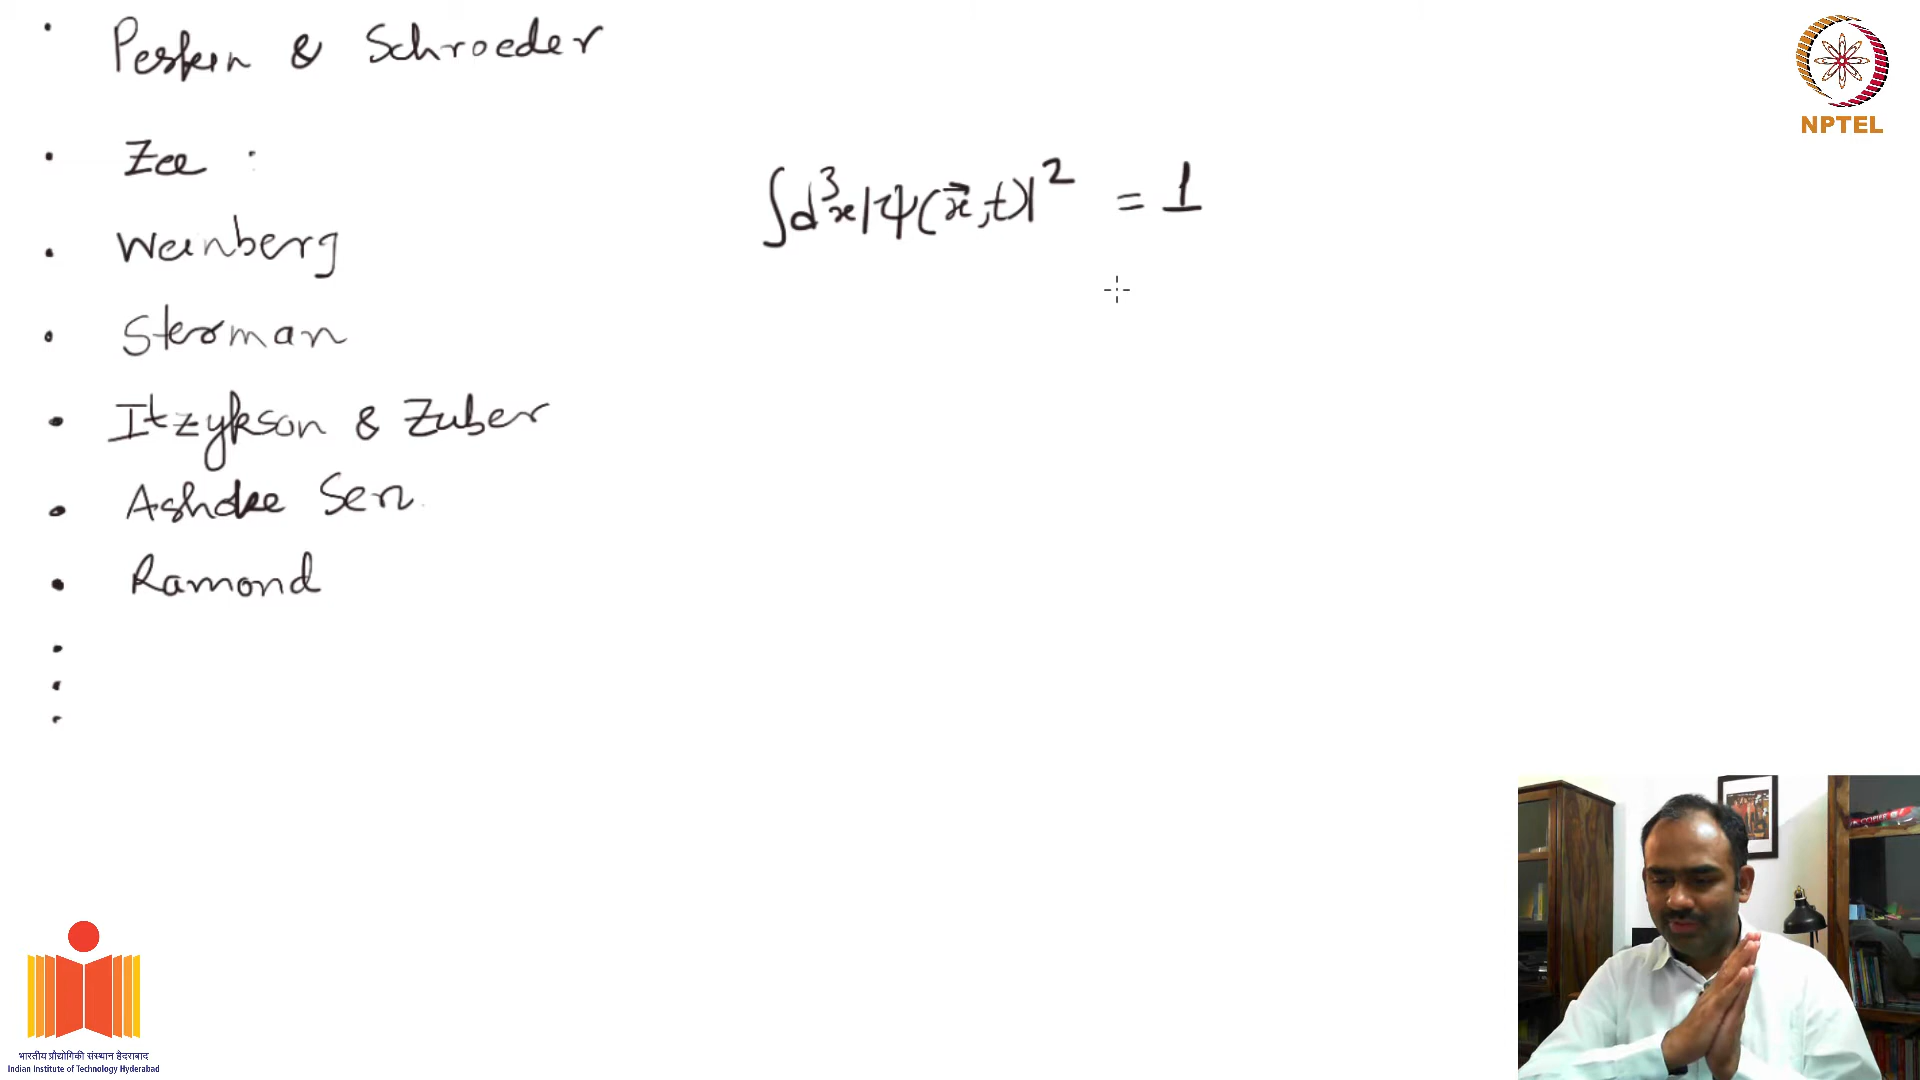 • Peskin & Schroeder
• Zee :
• Weinberg
• Sterman
• Itzykson & Zuber
• Ashoke Sen
• Ramond
∫d³x|ψ(x⃗,t)|² = 1
NPTEL
भारतीय प्रौद्योगिकी संस्थान हैदराबाद
Indian Institute of Technology Hyderabad